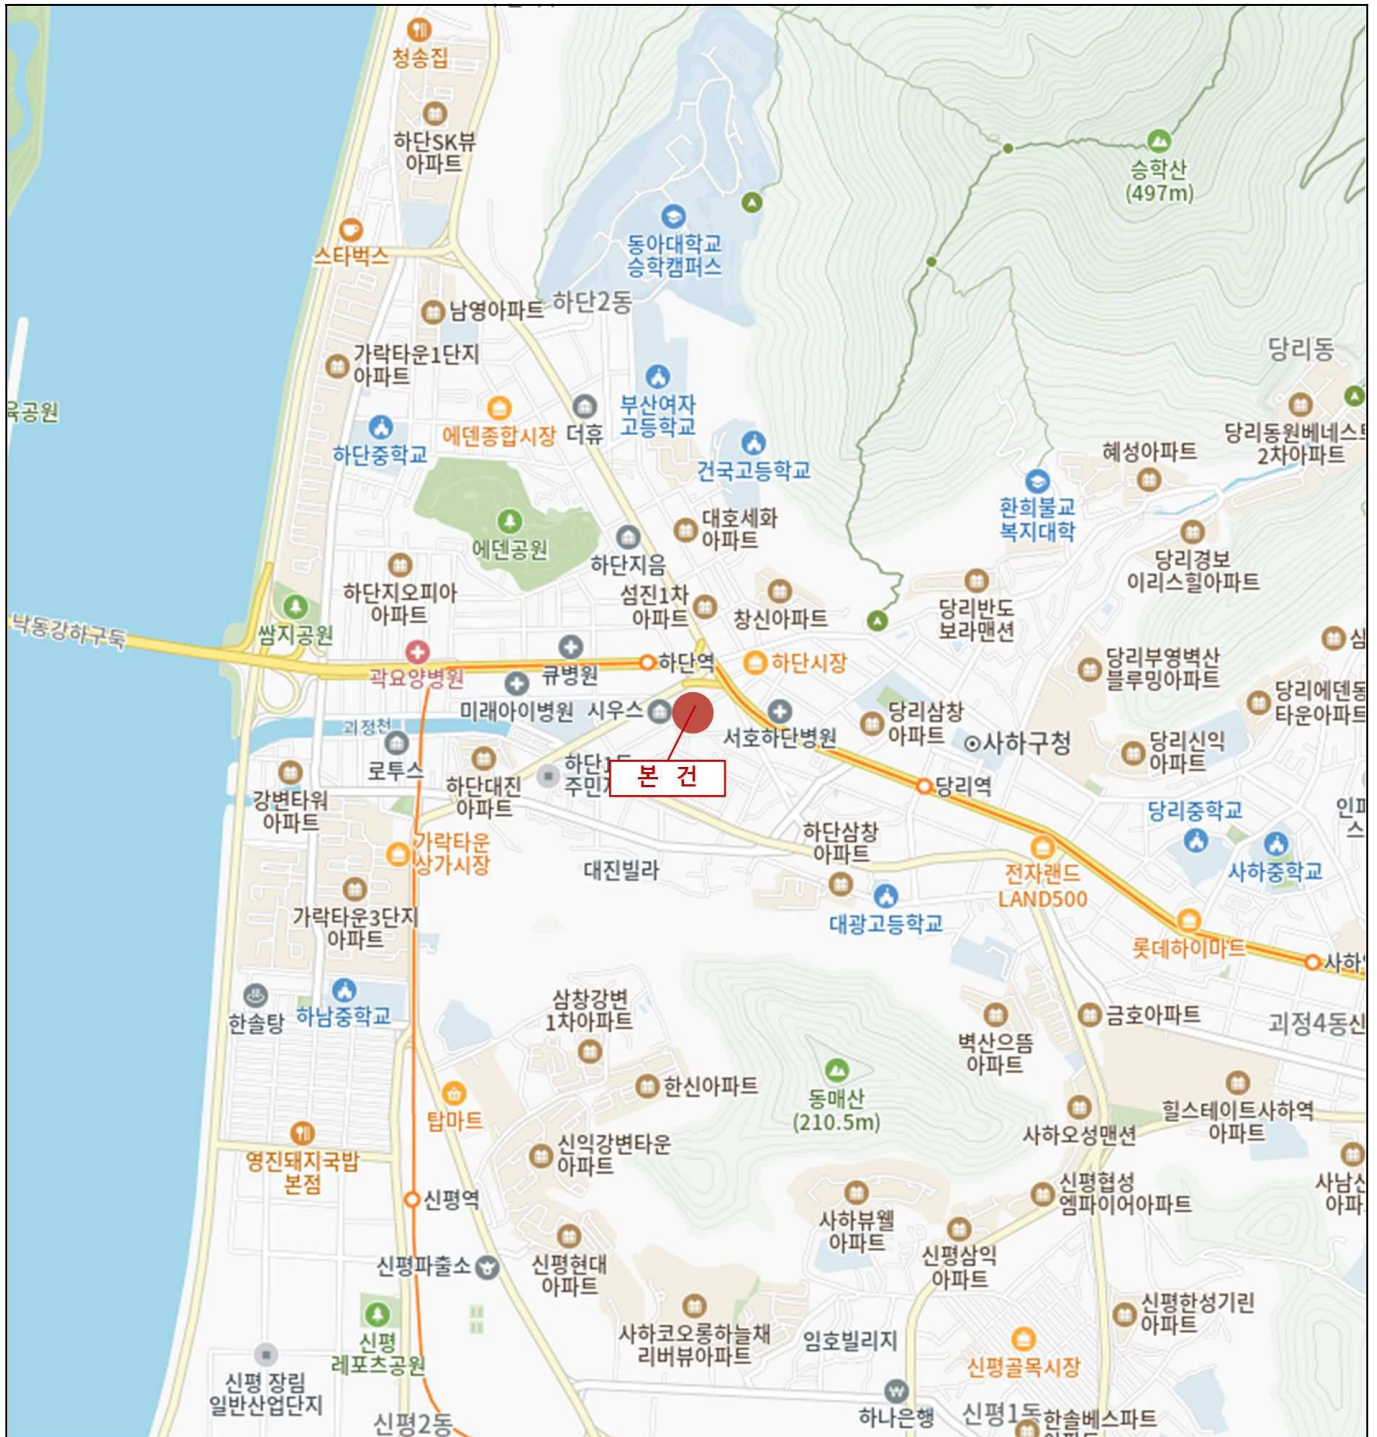 청송집
하단SK뷰
아파트
승학산
(497m)
스타벅스
동아대학교
승학캠퍼스
남영아파트
하단2동
가락타운1단지
아파트
당리동
육공원
부산여자
고등학교
에덴종합시장
더휴
하단중학교
건국고등학교
당리동원베네스트
2차아파트
혜성아파트
환희불교
복지대학
에덴공원
대호세화
아파트
하단지음
당리경보
이리스힐아파트
하단지오피아
아파트
섬진1차
아파트
창신아파트
당리반도
보라맨션
쌈지공원
낙동강하구둑
곽요양병원
큐병원
하단역
하단시장
당리부영벽산
블루밍아파트
심
미래아이병원
시우스
당리에덴동
타운아파트
괴정천
로투스
서호하단병원
당리삼창
아파트
사하구청
당리신익
아파트
하단대진
아파트
하단1동
주민자
본 건
당리역
강변타워
아파트
당리중학교
인피
스
가락타운
상가시장
하단삼창
아파트
대진빌라
전자랜드
LAND500
사하중학교
가락타운3단지
아파트
대광고등학교
롯데하이마트
사하
한솔탕
하남중학교
삼창강변
1차아파트
벽산으뜸
아파트
금호아파트
괴정4동
신
한신아파트
동매산
(210.5m)
탑마트
힐스테이트사하역
아파트
사하오성맨션
영진돼지국밥
본점
신익강변타운
아파트
신평역
사하뷰웰
아파트
신평협성
엠파이어아파트
사남신
아파
신평파출소
신평현대
아파트
신평삼익
아파트
신평
레포츠공원
사하코오롱하늘채
리버뷰아파트
임호빌리지
신평한성기린
아파트
신평골목시장
신평 장림
일반산업단지
신평2동
하나은행
신평1동
한솔베스파트